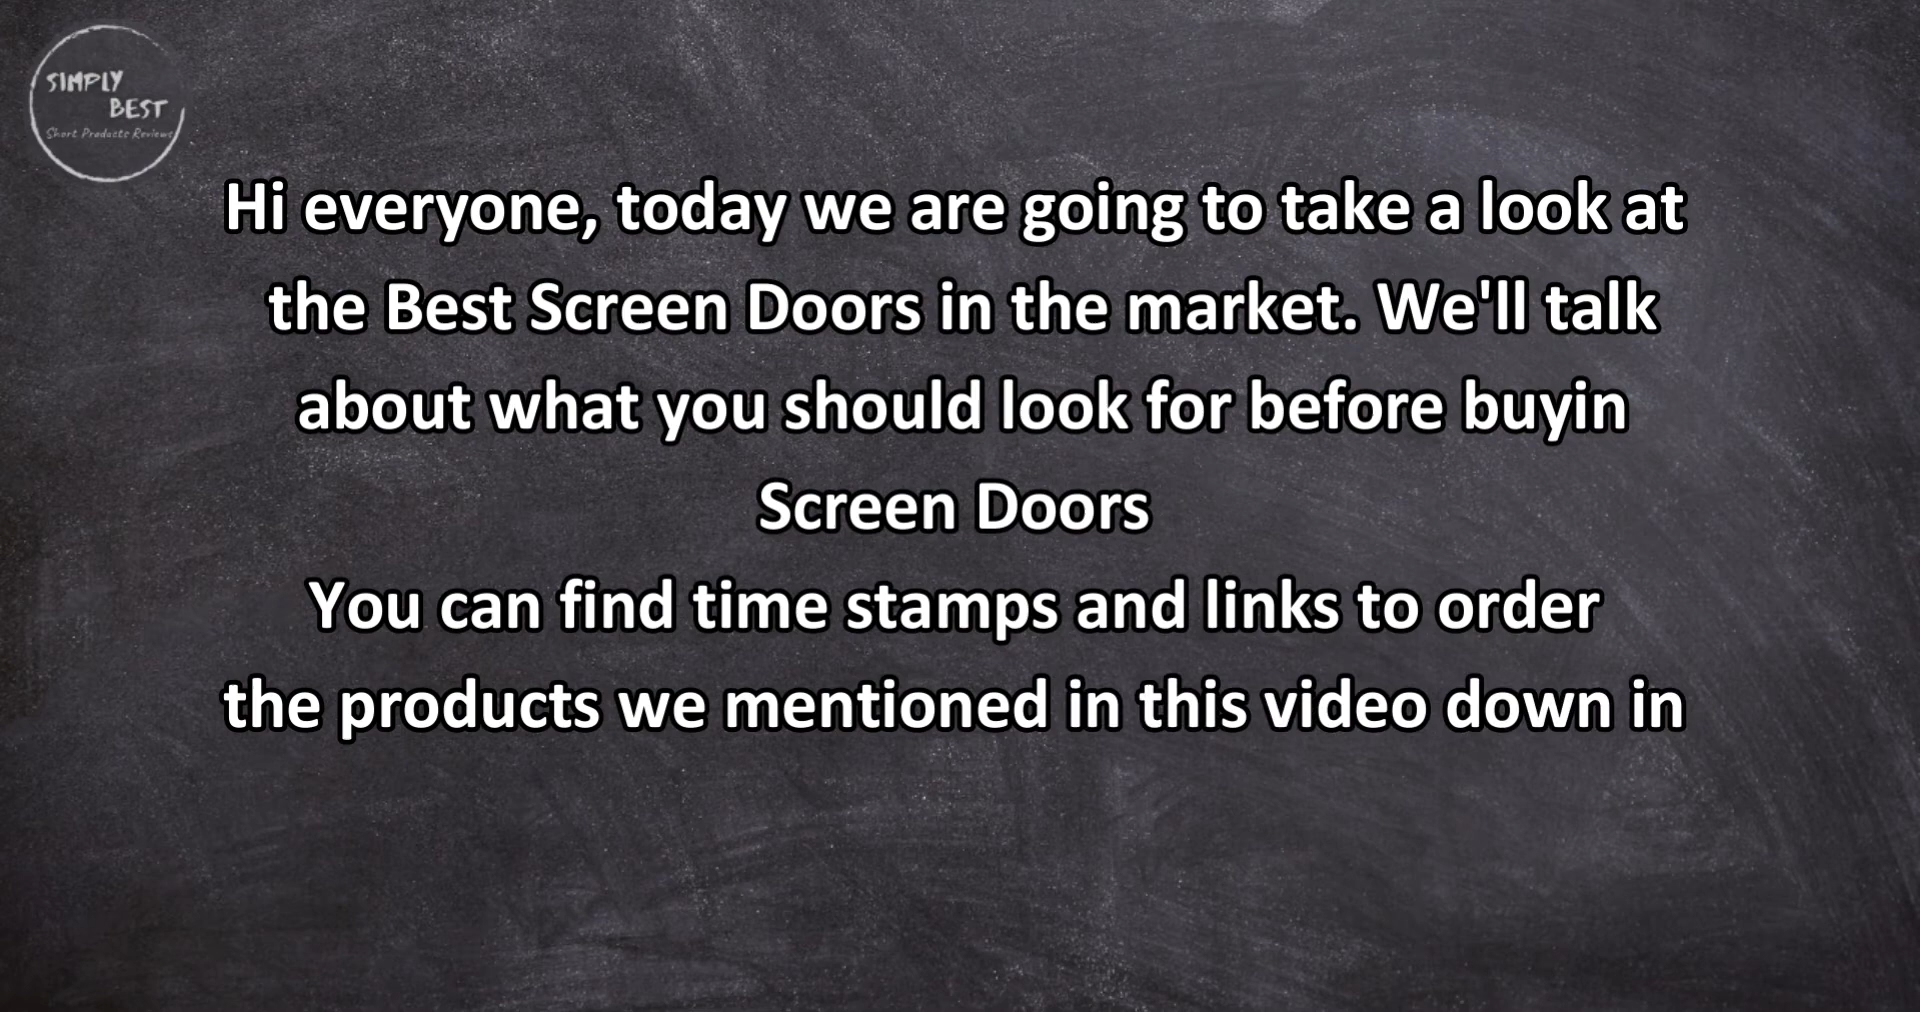 SIMPLY
BEST
Short Products Reviews
Hi everyone, today we are going to take a look at
the Best Screen Doors in the market. We'll talk
about what you should look for before buyin
Screen Doors
You can find time stamps and links to order
the products we mentioned in this video down in